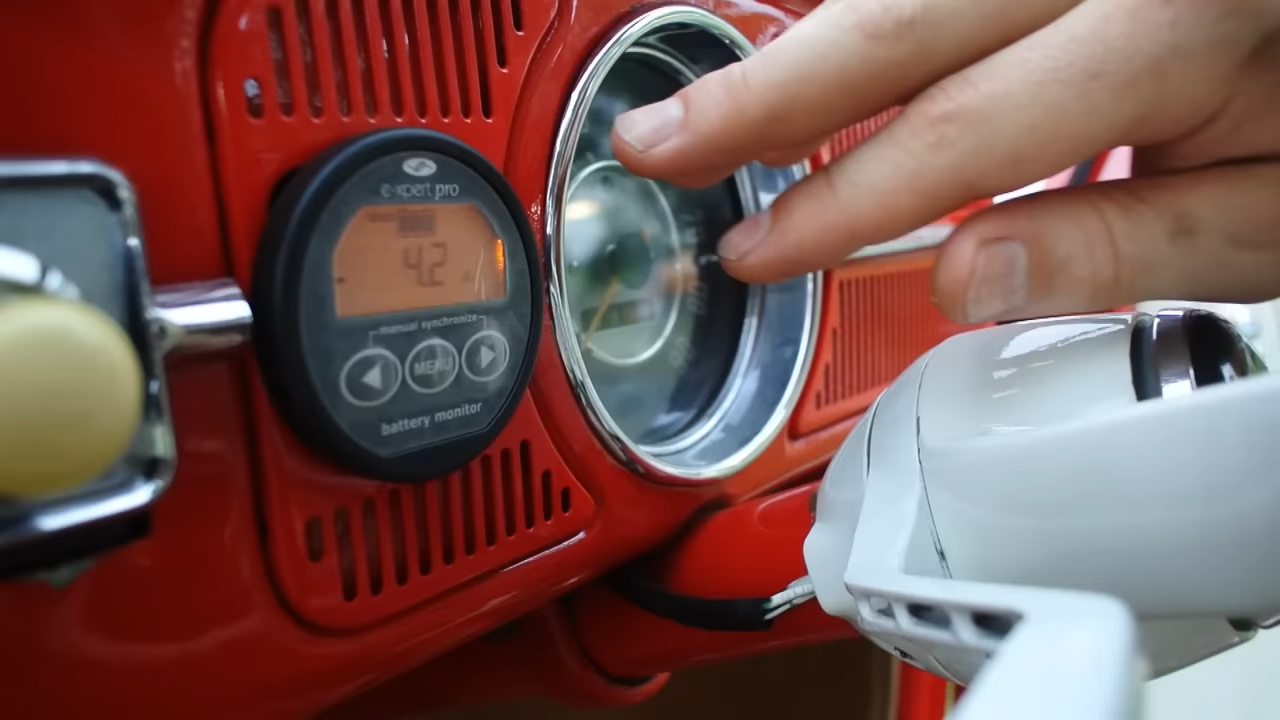 e-xpert pro
4.2
manual synchronize
MENU
battery monitor